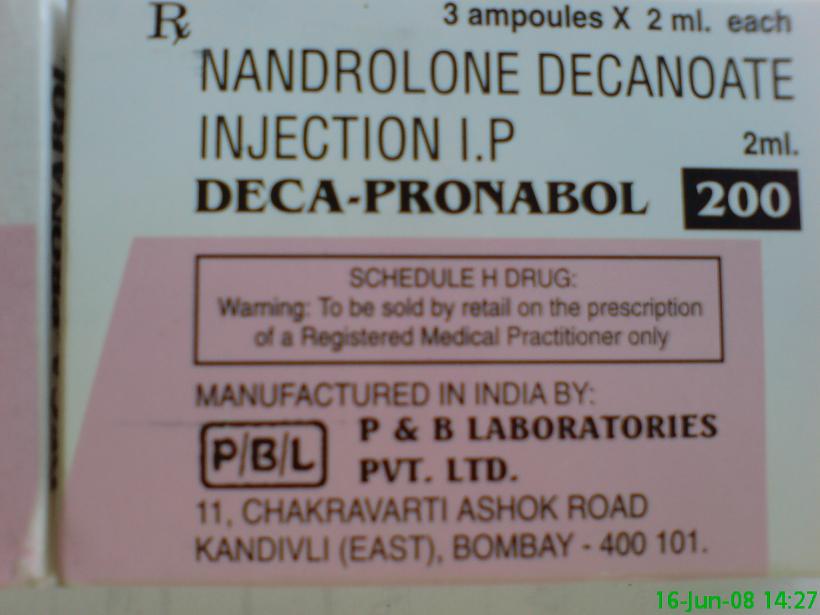 Rx 3 ampoules X 2 ml. each
NANDROLONE DECANOATE
INJECTION I.P 2ml.
DECA-PRONABOL 200
SCHEDULE H DRUG:
Warning: To be sold by retail on the prescription
of a Registered Medical Practitioner only
MANUFACTURED IN INDIA BY:
P/B/L P & B LABORATORIES
PVT. LTD.
11, CHAKRAVARTI ASHOK ROAD
KANDIVLI (EAST), BOMBAY - 400 101.
16-Jun-08 14:27